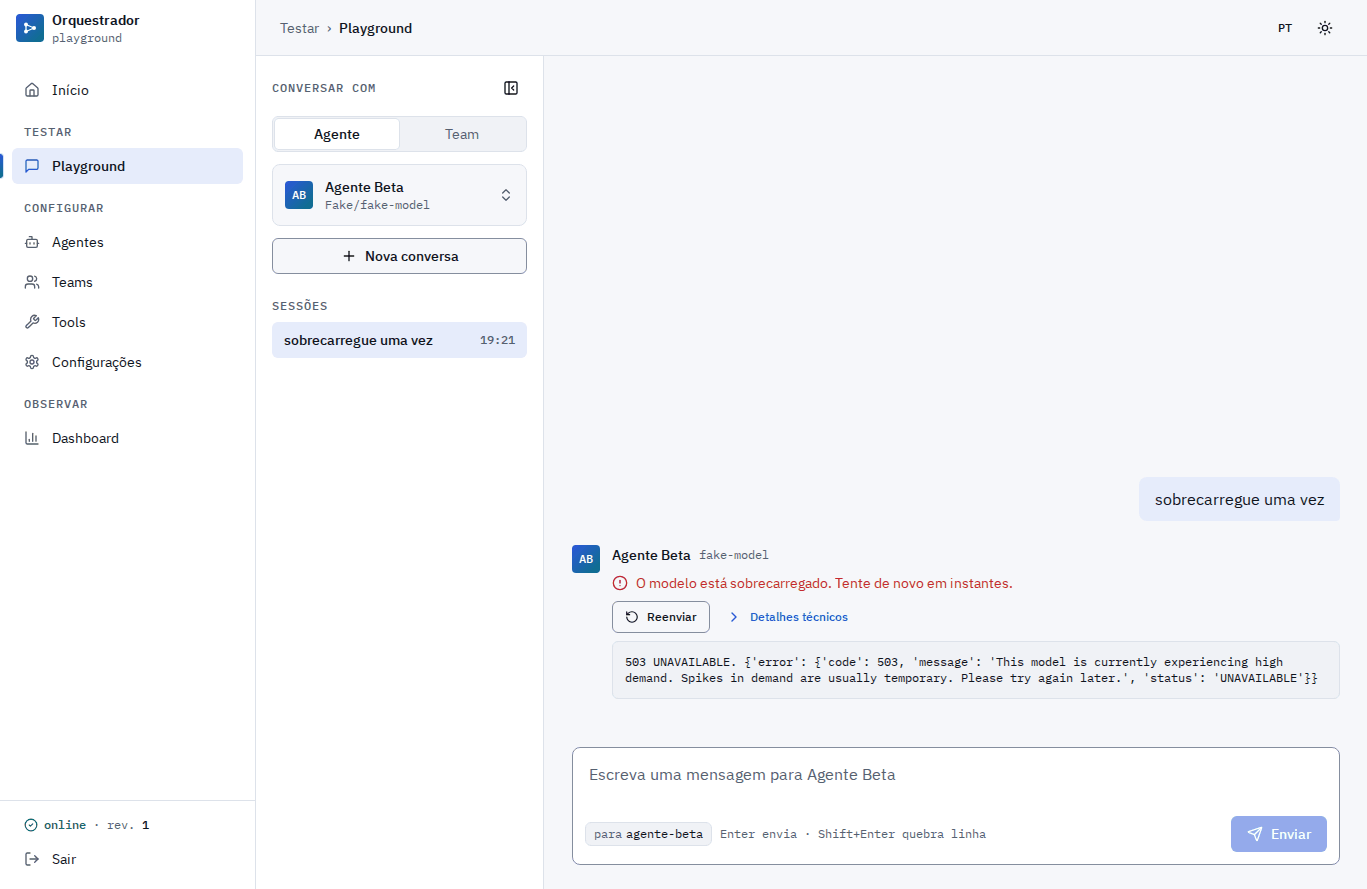 Orquestrador
playground
Início
TESTAR
Playground
CONFIGURAR
Agentes
Teams
Tools
Configurações
OBSERVAR
Dashboard
online · rev. 1
Sair
Testar › Playground
PT
CONVERSAR COM
Agente
Team
AB
Agente Beta
Fake/fake-model
Nova conversa
SESSÕES
sobrecarregue uma vez 19:21
sobrecarregue uma vez
AB
Agente Beta fake-model
O modelo está sobrecarregado. Tente de novo em instantes.
Reenviar
Detalhes técnicos
503 UNAVAILABLE. {'error': {'code': 503, 'message': 'This model is currently experiencing high
demand. Spikes in demand are usually temporary. Please try again later.', 'status': 'UNAVAILABLE'}}
Escreva uma mensagem para Agente Beta
para agente-beta Enter envia · Shift+Enter quebra linha
Enviar